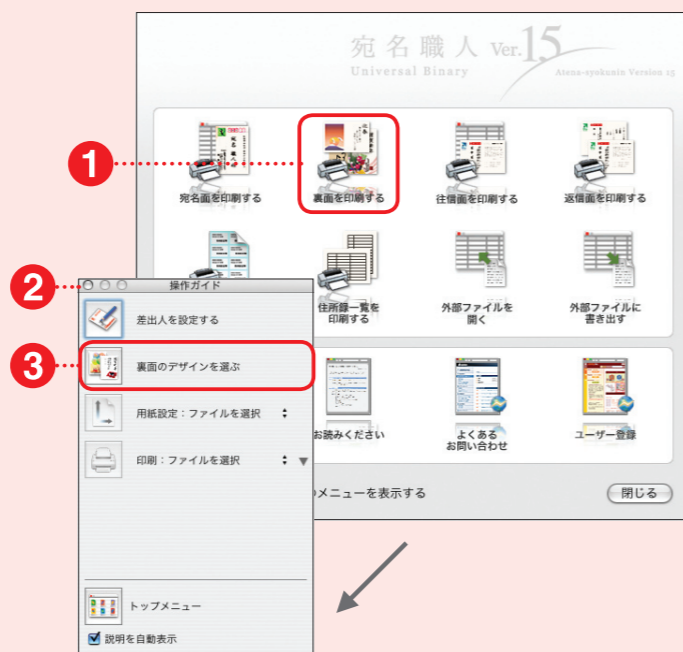 宛名職人 Ver.15
Universal Binary
Atena-syokunin Version 15
1
宛名面を印刷する
裏面を印刷する
往信面を印刷する
返信面を印刷する
2
操作ガイド
差出人を設定する
住所録一覧を
印刷する
外部ファイルを
開く
外部ファイルに
書き出す
3
裏面のデザインを選ぶ
用紙設定：ファイルを選択
お読みください
よくある
お問い合わせ
ユーザー登録
印刷：ファイルを選択
メニューを表示する
閉じる
トップメニュー
説明を自動表示